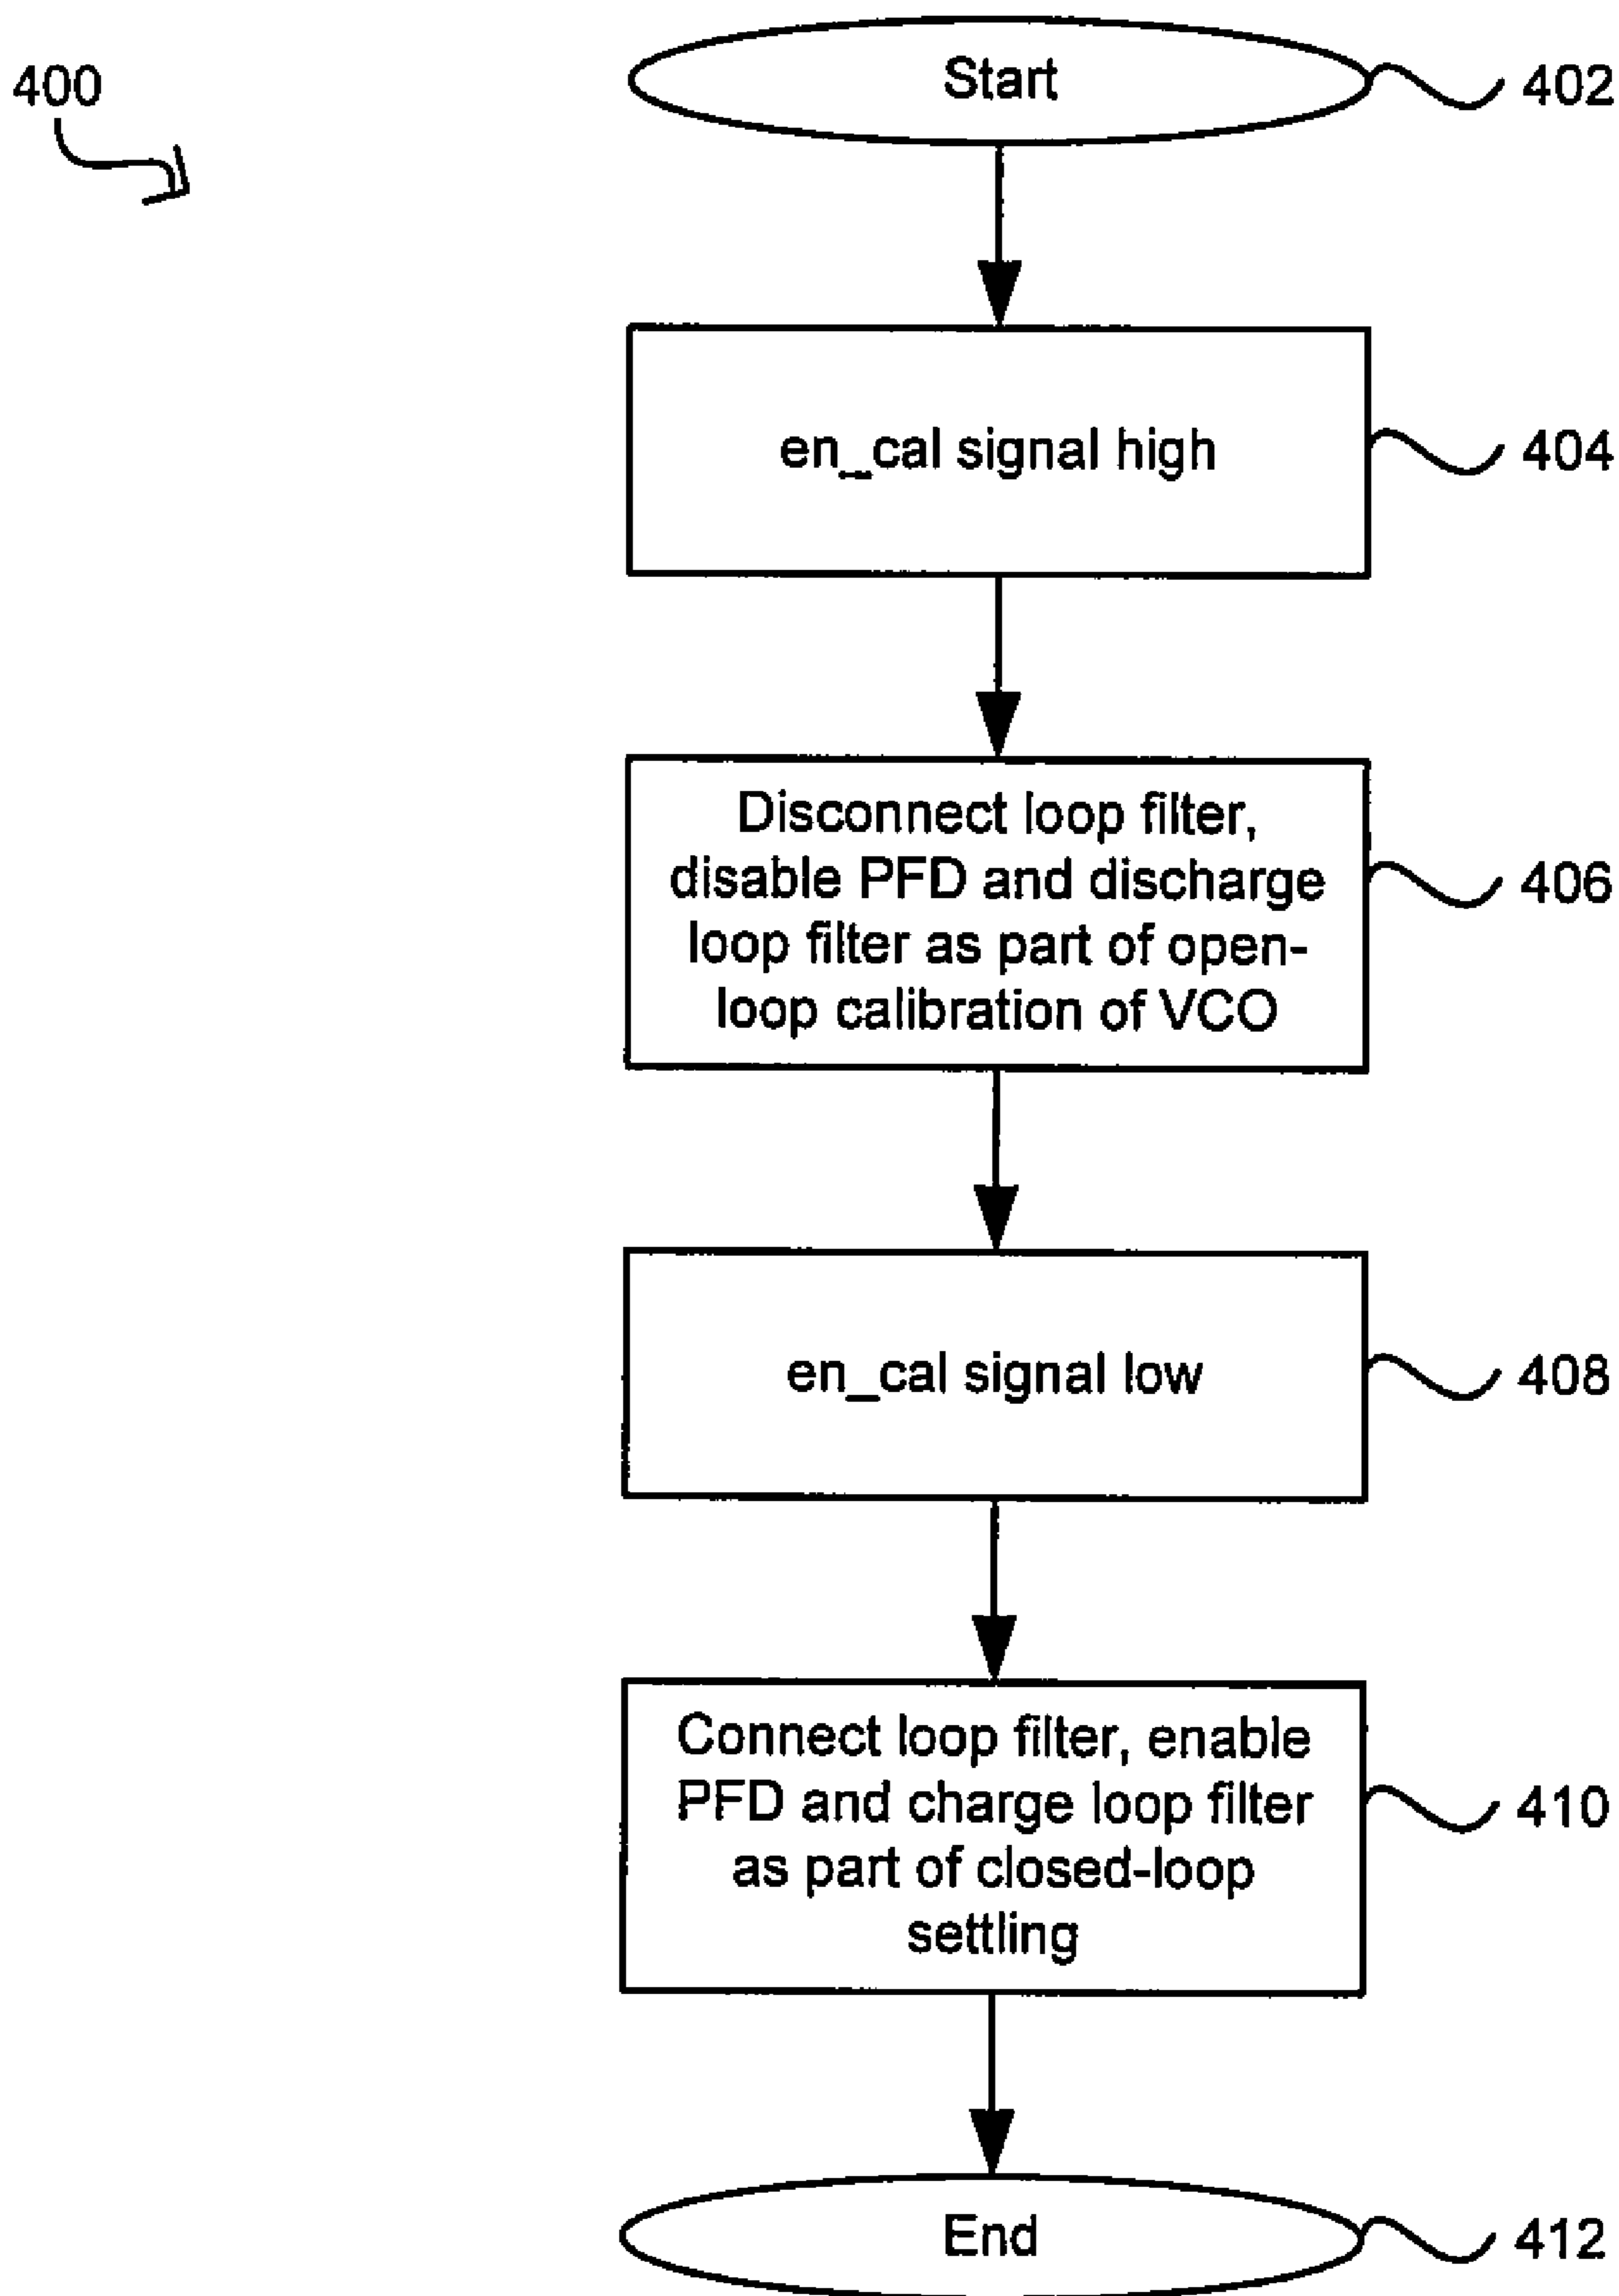 400
Start
402
en_cal signal high
404
Disconnect loop filter,
disable PFD and discharge
loop filter as part of open-
loop calibration of VCO
406
en_cal signal low
408
Connect loop filter, enable
PFD and charge loop filter
as part of closed-loop
settling
410
End
412